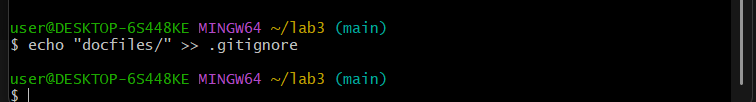 user@DESKTOP-6S448KE MINGW64 ~/lab3 (main)
$ echo "docfiles/" >> .gitignore
user@DESKTOP-6S448KE MINGW64 ~/lab3 (main)
$